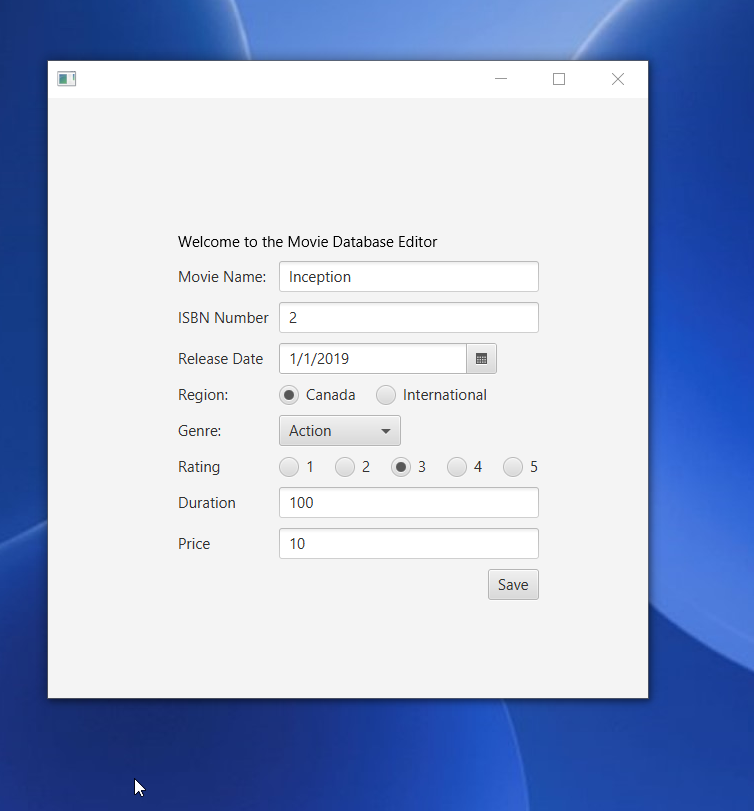 Welcome to the Movie Database Editor
Movie Name: Inception
ISBN Number 2
Release Date 1/1/2019
Region: Canada International
Genre: Action
Rating 1 2 3 4 5
Duration 100
Price 10
Save